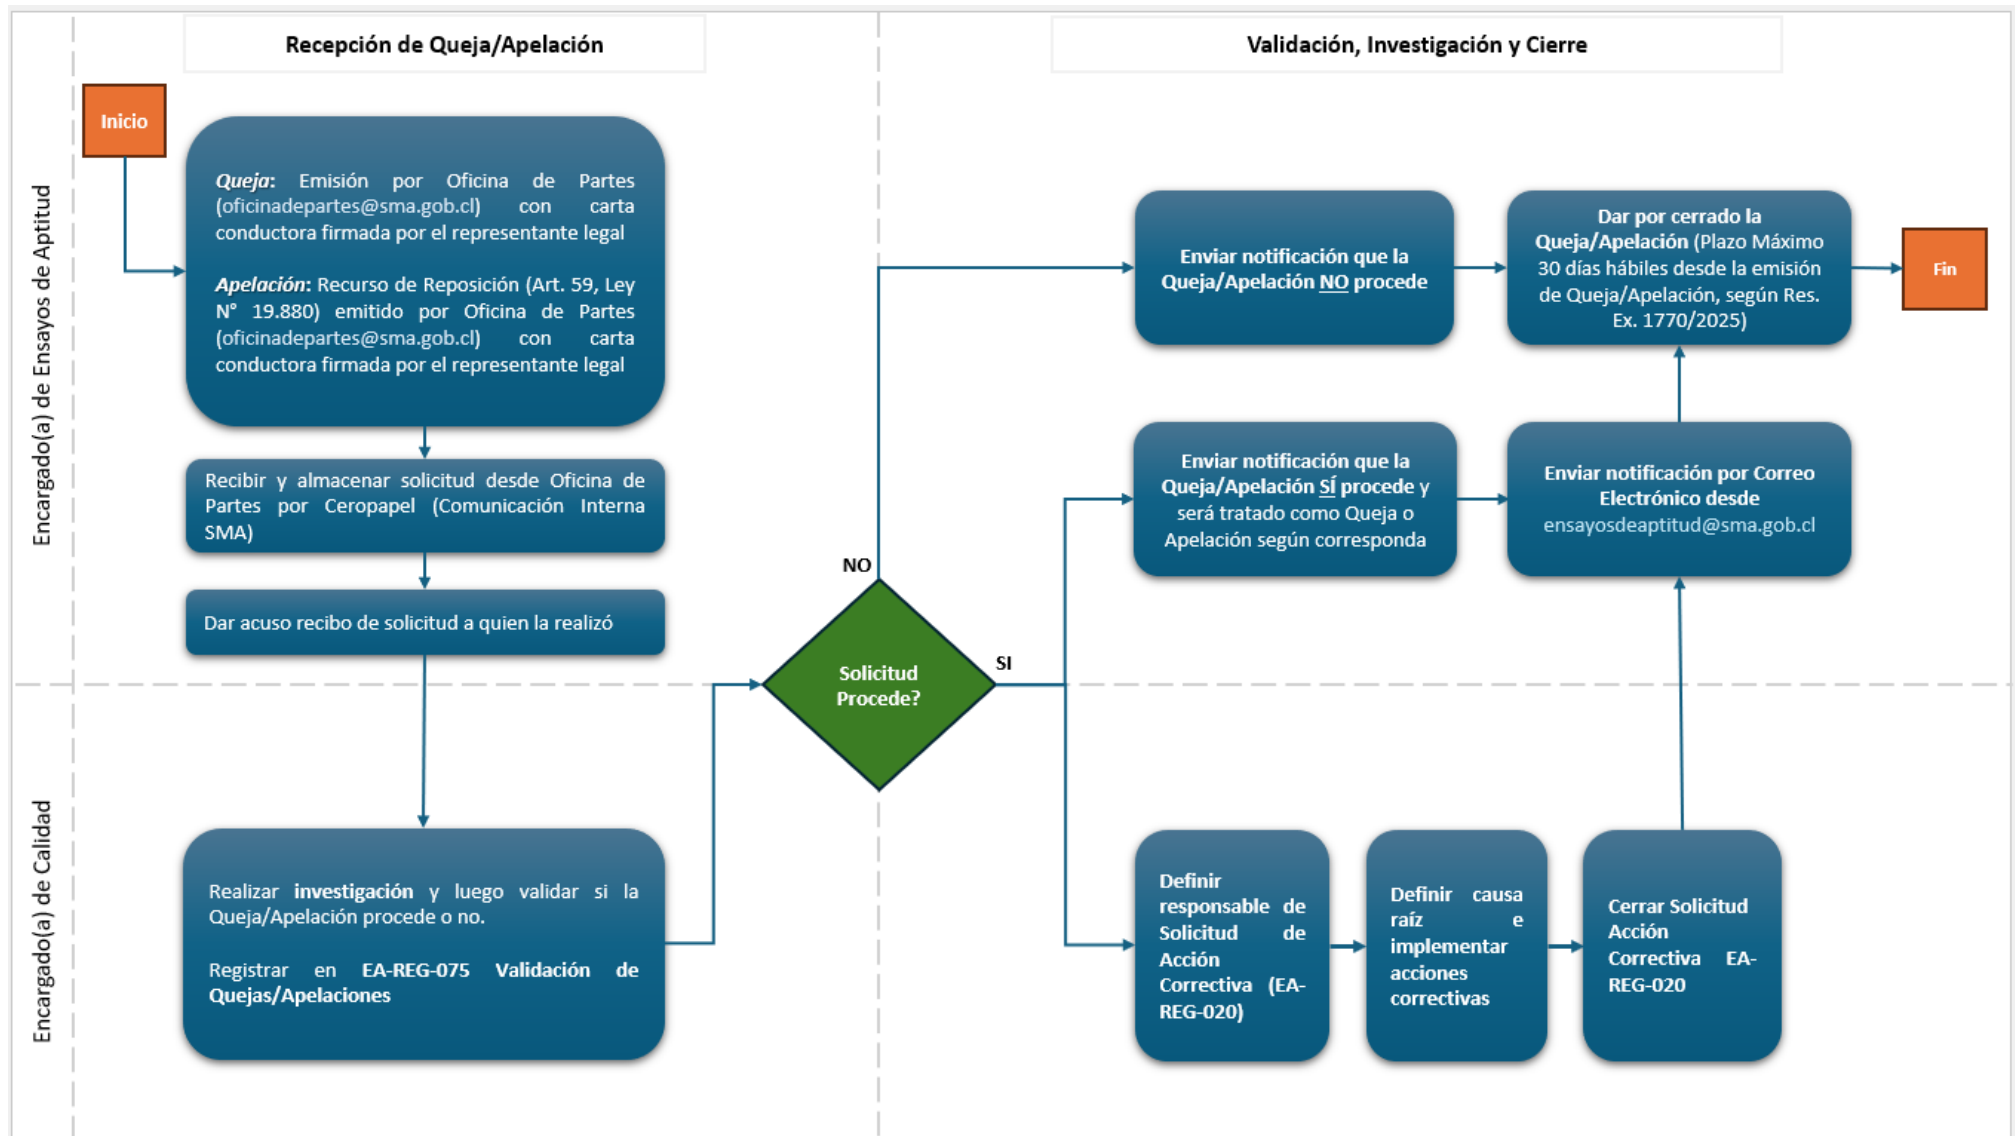 Recepción de Queja/Apelación
Validación, Investigación y Cierre
Encargado(a) de Ensayos de Aptitud
Inicio
Queja: Emisión por Oficina de Partes
(oficinadepartes@sma.gob.cl) con carta
conductora firmada por el representante legal
Apelación: Recurso de Reposición (Art. 59, Ley
N° 19.880) emitido por Oficina de Partes
(oficinadepartes@sma.gob.cl) con carta
conductora firmada por el representante legal
Recibir y almacenar solicitud desde Oficina de
Partes por Ceropapel (Comunicación Interna
SMA)
Dar acuso recibo de solicitud a quien la realizó
Encargado(a) de Calidad
Realizar investigación y luego validar si la
Queja/Apelación procede o no.
Registrar en EA-REG-075 Validación de
Quejas/Apelaciones
Solicitud
Procede?
NO
Enviar notificación que la
Queja/Apelación NO procede
Dar por cerrado la
Queja/Apelación (Plazo Máximo
30 días hábiles desde la emisión
de Queja/Apelación, según Res.
Ex. 1770/2025)
Fin
SI
Enviar notificación que la
Queja/Apelación SÍ procede y
será tratado como Queja o
Apelación según corresponda
Enviar notificación por Correo
Electrónico desde
ensayosdeaptitud@sma.gob.cl
Definir
responsable de
Solicitud de
Acción
Correctiva (EA-
REG-020)
Definir causa
raíz e
implementar
acciones
correctivas
Cerrar Solicitud
Acción
Correctiva EA-
REG-020